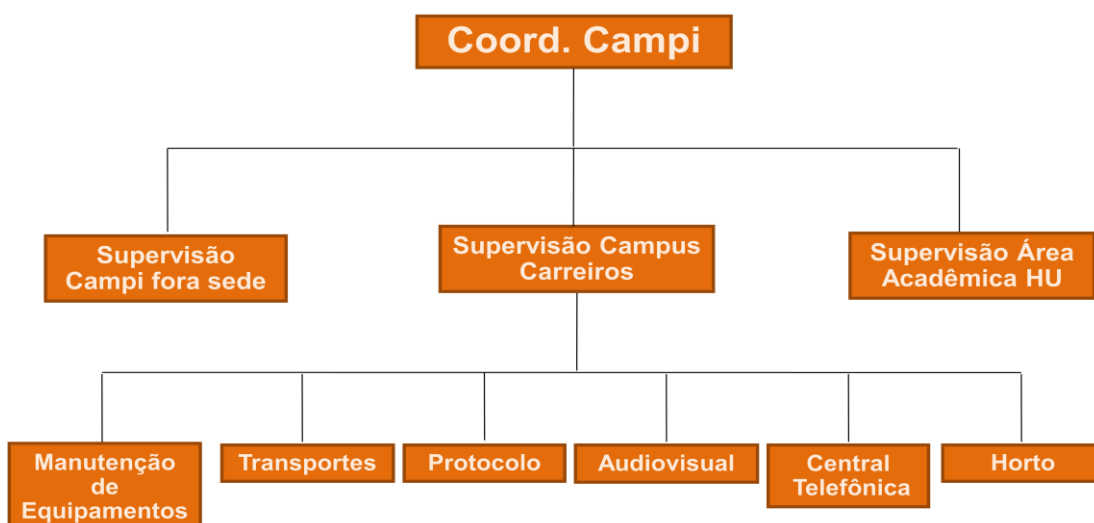 Coord. Campi
Supervisão
Campi fora sede
Supervisão Campus
Carreiros
Supervisão Área
Acadêmica HU
Manutenção
de
Equipamentos
Transportes
Protocolo
Audiovisual
Central
Telefônica
Horto